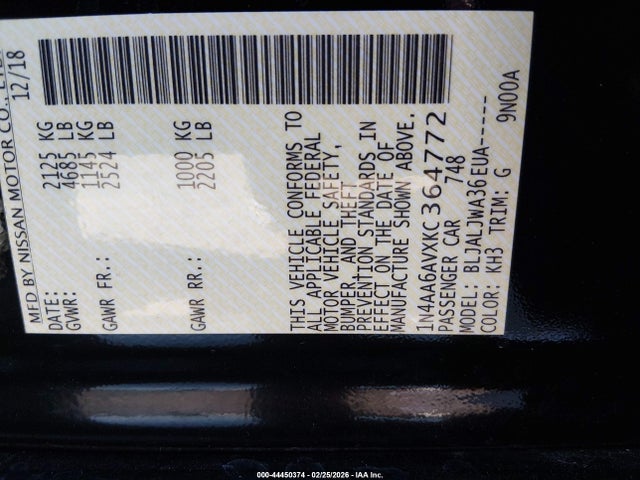 MFD BY NISSAN MOTOR CO., LTD.
DATE: 12/18
GVWR: 2125 KG
4685 LB
GAWR FR.: 1145 KG
2524 LB
GAWR RR.: 1000 KG
2205 LB
THIS VEHICLE CONFORMS TO
ALL APPLICABLE FEDERAL
MOTOR VEHICLE SAFETY,
BUMPER AND THEFT
PREVENTION STANDARDS IN
EFFECT ON THE DATE OF
MANUFACTURE SHOWN ABOVE.
1N4AA6AVXKC364772
PASSENGER CAR 748
MODEL: BLJALJWA36EUA-----
COLOR: KH3 TRIM: G 9N00A
000-44450374 | 02/25/2026 | IAA Inc.